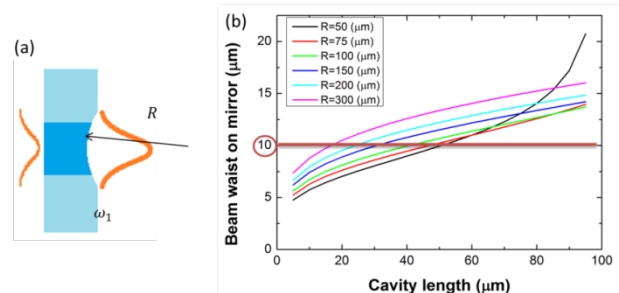 (a)
R
ω₁
(b)
Beam waist on mirror (μm)
20
15
10
5
0
R=50 (μm)
R=75 (μm)
R=100 (μm)
R=150 (μm)
R=200 (μm)
R=300 (μm)
0 20 40 60 80 100
Cavity length (μm)